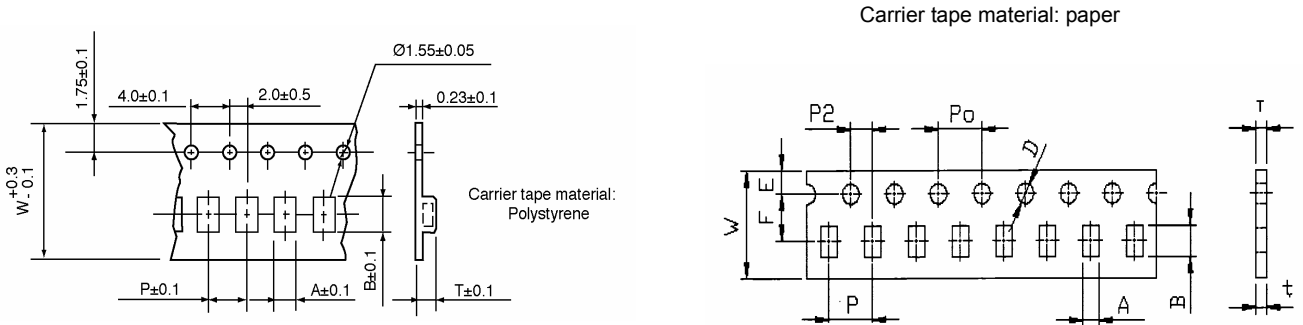 Carrier tape material: paper
Ø1.55±0.05
1.75±0.1
4.0±0.1
2.0±0.5
0.23±0.1
W +0.3 - 0.1
Carrier tape material:
Polystyrene
P±0.1
A±0.1
B±0.1
T±0.1
P2
Po
D
T
E
F
W
P
A
B
t